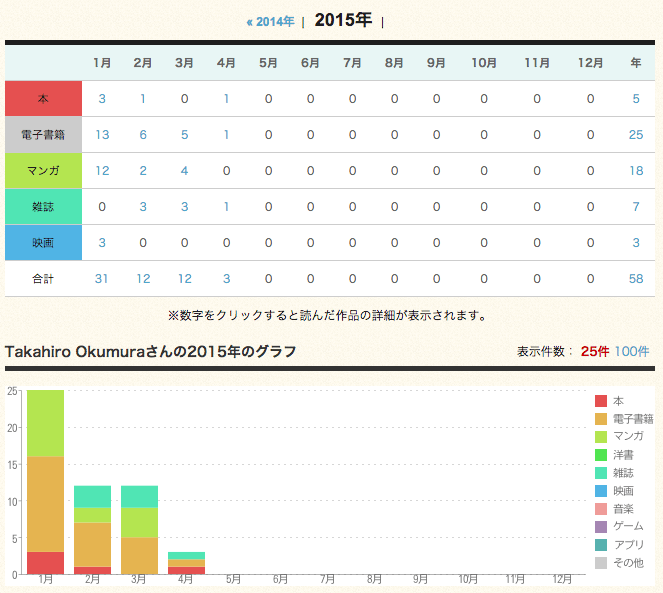 « 2014年 | 2015年 |
1月 2月 3月 4月 5月 6月 7月 8月 9月 10月 11月 12月 年
本 3 1 0 1 0 0 0 0 0 0 0 0 5
電子書籍 13 6 5 1 0 0 0 0 0 0 0 0 25
マンガ 12 2 4 0 0 0 0 0 0 0 0 0 18
雑誌 0 3 3 1 0 0 0 0 0 0 0 0 7
映画 3 0 0 0 0 0 0 0 0 0 0 0 3
合計 31 12 12 3 0 0 0 0 0 0 0 0 58
※数字をクリックすると読んだ作品の詳細が表示されます。
Takahiro Okumuraさんの2015年のグラフ 表示件数： 25件 100件
25
20
15
10
5
0
1月 2月 3月 4月 5月 6月 7月 8月 9月 10月 11月 12月
本
電子書籍
マンガ
洋書
雑誌
映画
音楽
ゲーム
アプリ
その他